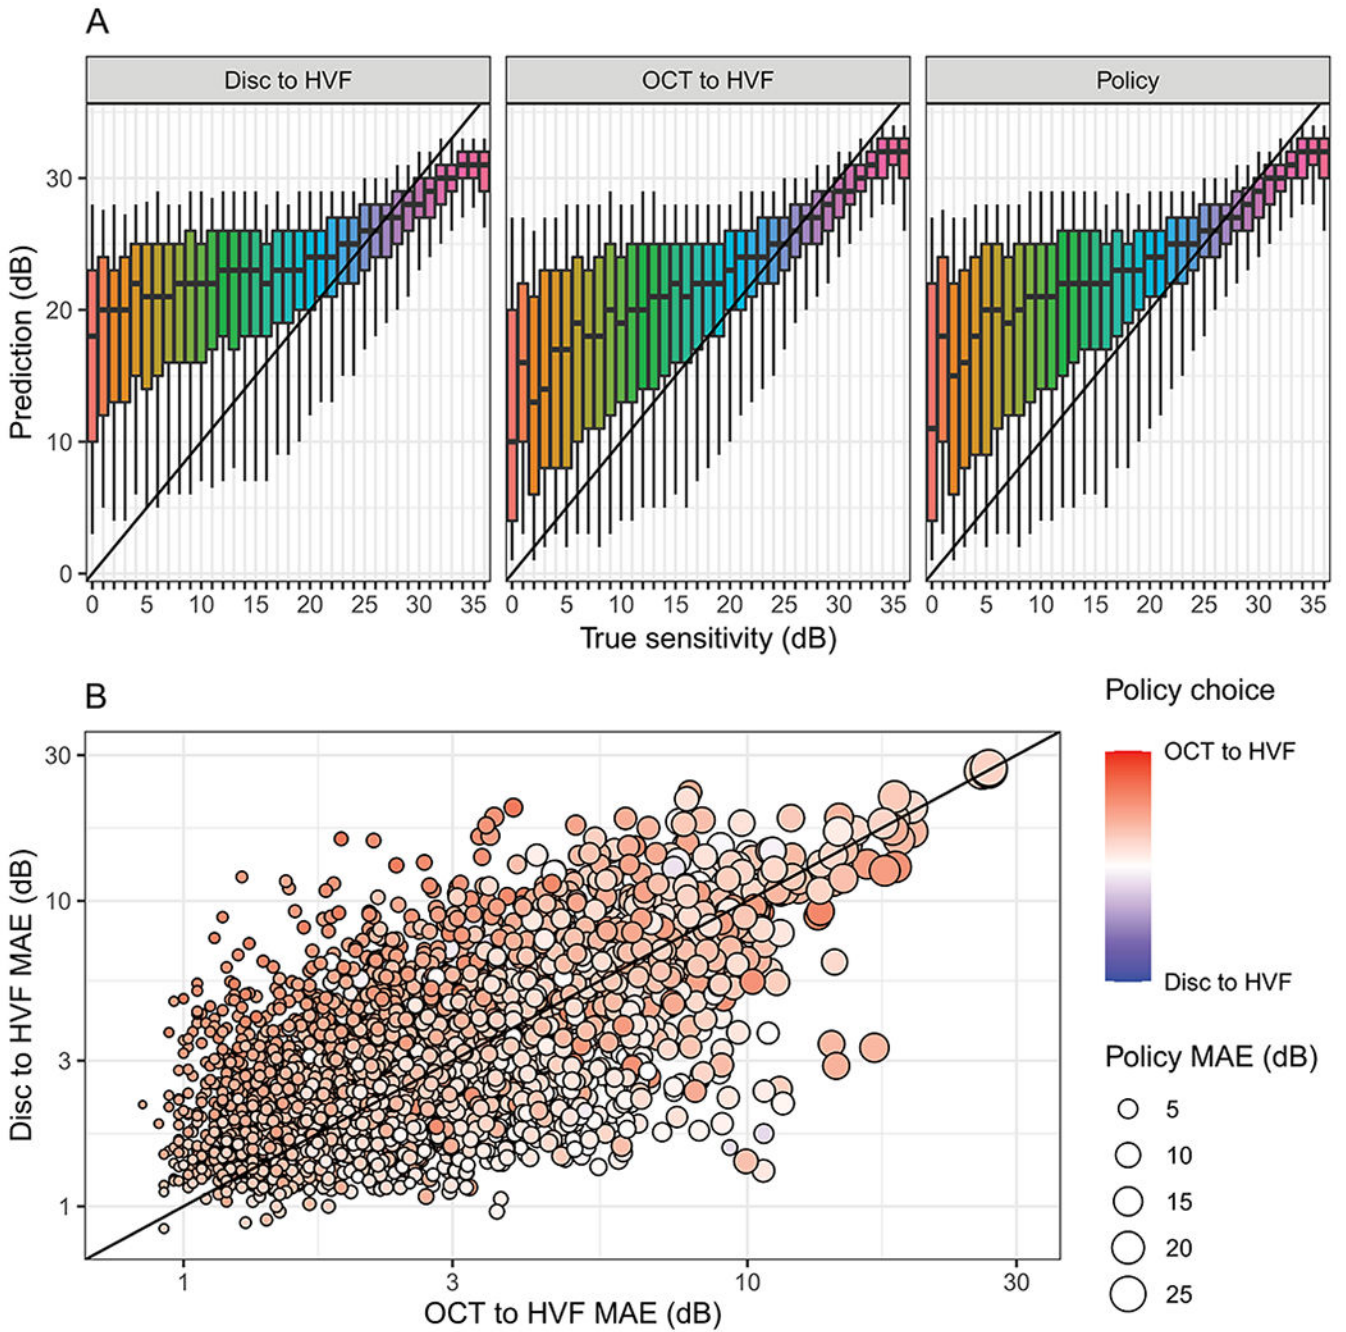 A
Disc to HVF OCT to HVF Policy
30
20
10
0
Prediction (dB)
0 5 10 15 20 25 30 35 0 5 10 15 20 25 30 35 0 5 10 15 20 25 30 35
True sensitivity (dB)
B
30
10
3
1
Disc to HVF MAE (dB)
1 3 10 30
OCT to HVF MAE (dB)
Policy choice
OCT to HVF
Disc to HVF
Policy MAE (dB)
5
10
15
20
25